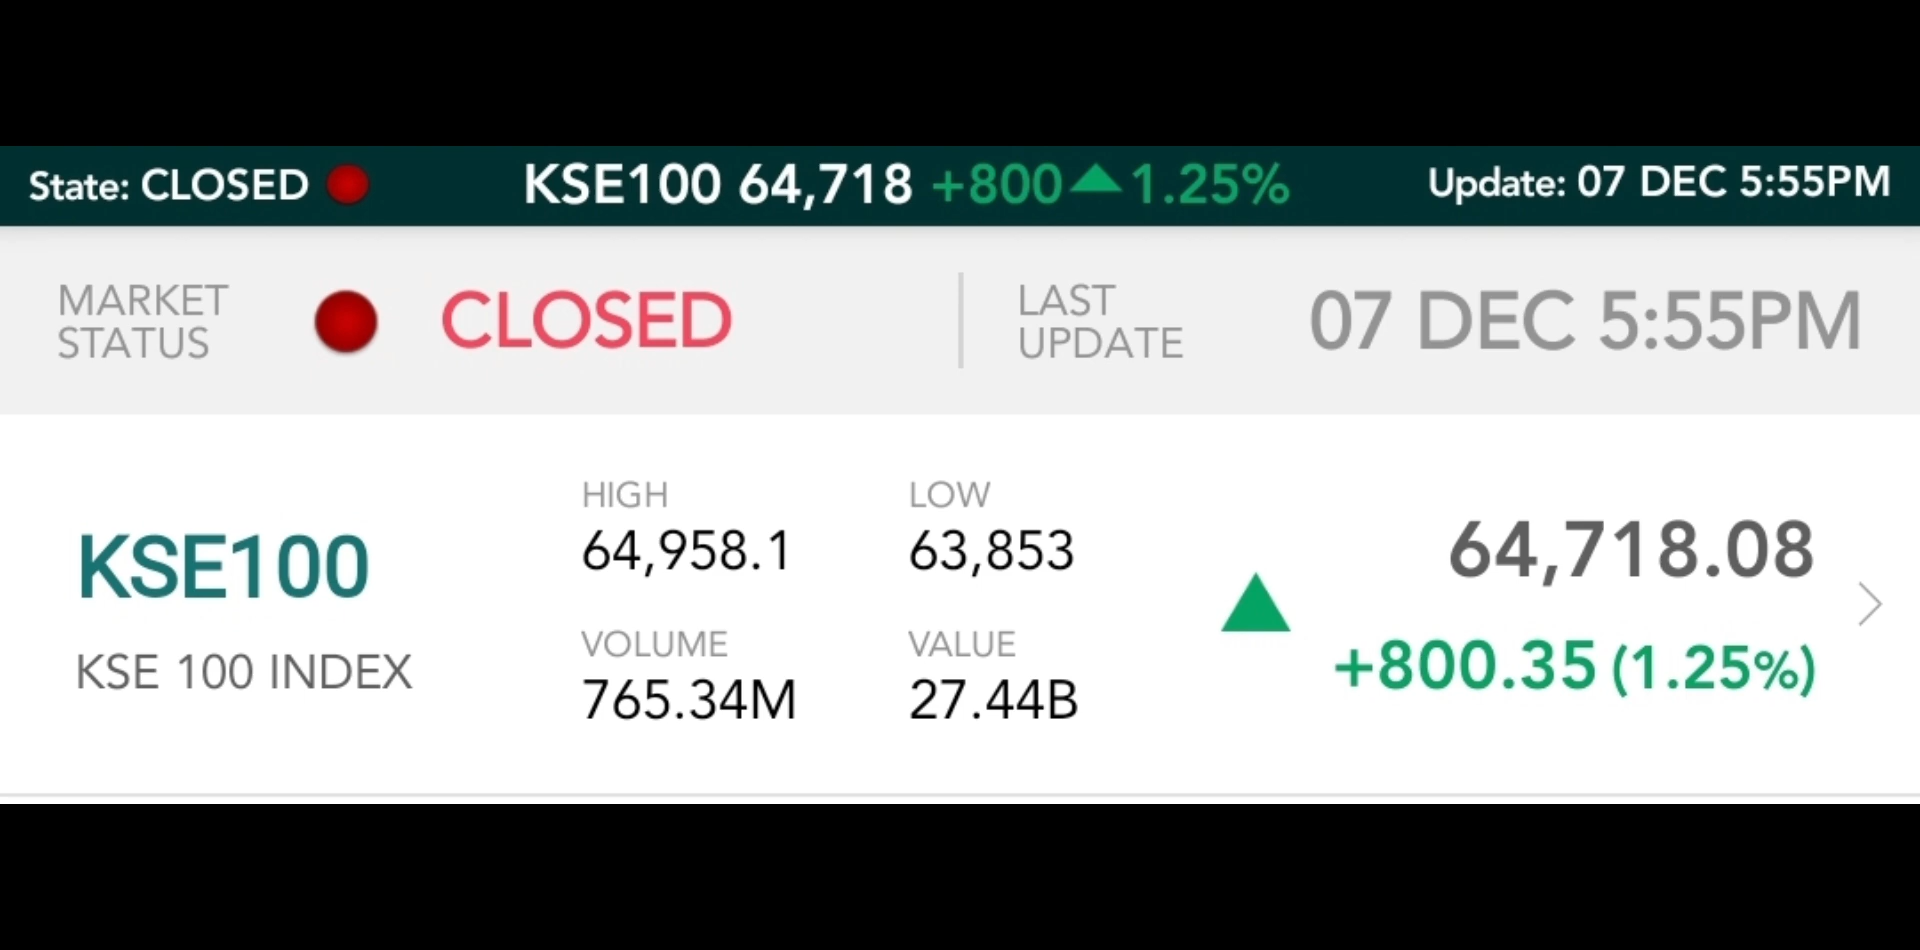 State: CLOSED KSE100 64,718 +800 ▲ 1.25% Update: 07 DEC 5:55PM
MARKET STATUS CLOSED LAST UPDATE 07 DEC 5:55PM
HIGH LOW
64,958.1 63,853
KSE100 64,718.08
VOLUME VALUE
KSE 100 INDEX 765.34M 27.44B +800.35 (1.25%)